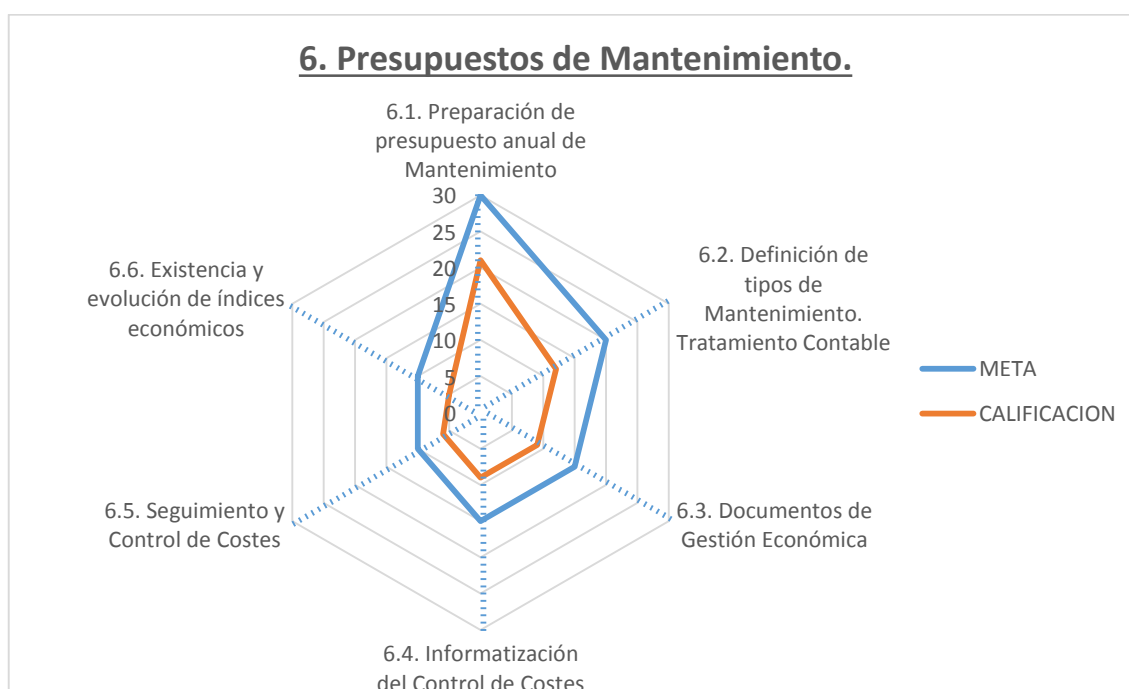 6. Presupuestos de Mantenimiento.
6.1. Preparación de
presupuesto anual de
Mantenimiento
30
25
20
15
10
5
0
6.2. Definición de
tipos de
Mantenimiento.
Tratamiento Contable
6.3. Documentos de
Gestión Económica
6.4. Informatización
del Control de Costes
6.5. Seguimiento y
Control de Costes
6.6. Existencia y
evolución de índices
económicos
META
CALIFICACION